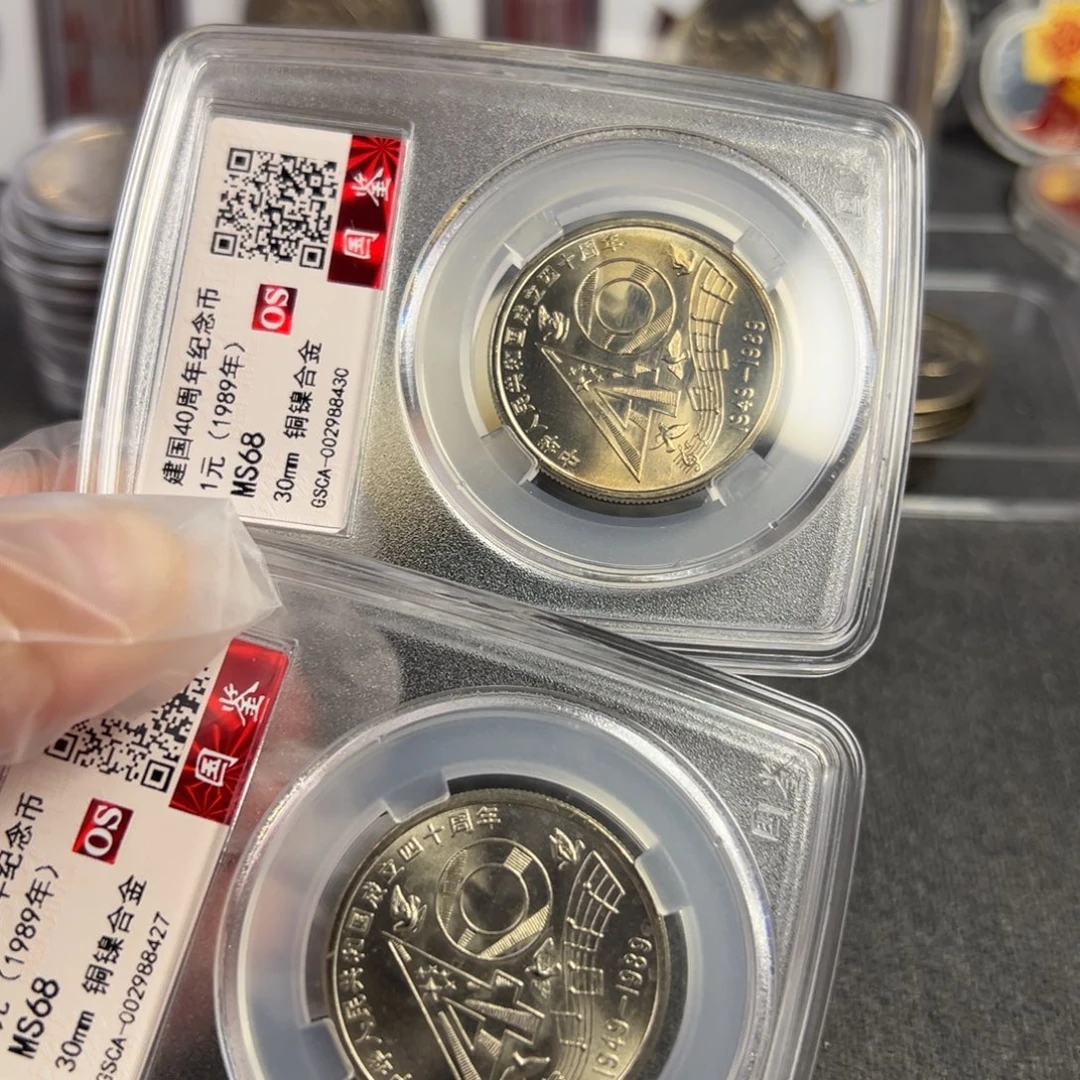 国鉴
建国40周年纪念币
OS
1元（1989年）
MS68
30mm 铜镍合金
GSCA-002988430
中华人民共和国成立四十周年
40
1949-1989
国鉴
年纪念币
OS
元（1989年）
MS68
30mm 铜镍合金
GSCA-002988427
中华人民共和国成立四十周年
40
1949-1989